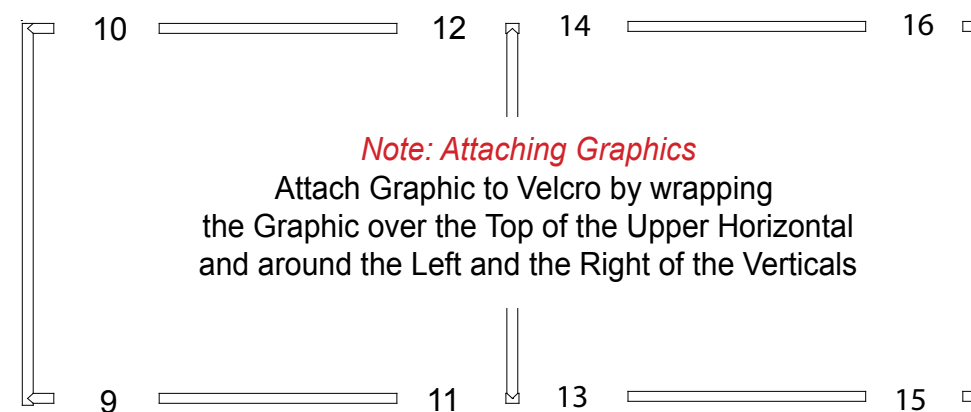 10 12 14 16
Note: Attaching Graphics
Attach Graphic to Velcro by wrapping
the Graphic over the Top of the Upper Horizontal
and around the Left and the Right of the Verticals
9 11 13 15